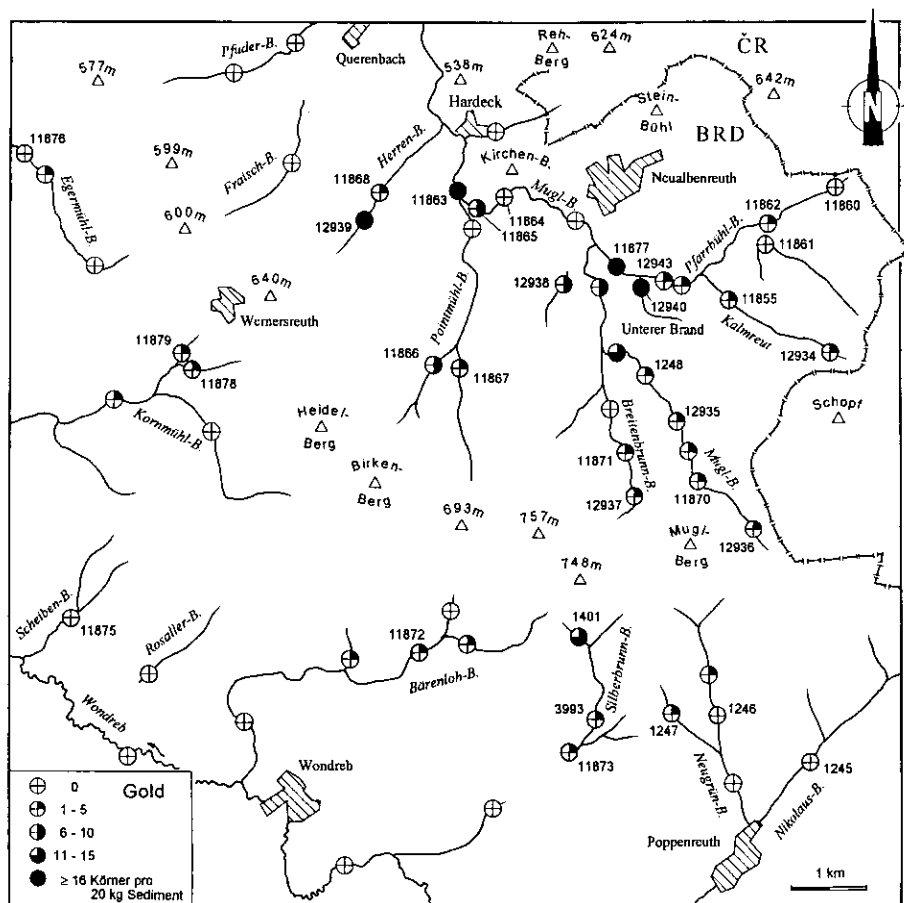 Pfuder-B.
Querenbach
Reh-
Berg
624m
ČR
577m
538m
642m
N
Hardeck
Stein-
Bühl
BRD
11876
599m
Herren-B.
Kirchen-B.
Neualbenreuth
Fraisch-B.
11868
11863
Mugl-B.
11864
11865
11862
11860
Egermühl-B.
600m
12939
Pfarrbühl-B.
11861
11877
12943
12938
12940
11855
640m
Wernersreuth
Pointmühl-B.
Unterer Brand
Kalmreut
12934
11879
11878
11866
11867
1248
Kornmühl-B.
Heidel-
Berg
Breitenbrunn-B.
12935
Schopf
11871
Mugl-B.
Birken-
Berg
11870
12937
693m
757m
Mugl-
Berg
12936
748m
Scheiben-B.
11875
Rosalier-B.
11872
1401
Bärenloh-B.
Silberbrunn-B.
Wondreb
3993
1247
1246
11873
Neugrün-B.
1245
Nikolaus-B.
Wondreb
Poppenreuth
0 Gold
1 - 5
6 - 10
11 - 15
≥ 16 Körner pro
20 kg Sediment
1 km